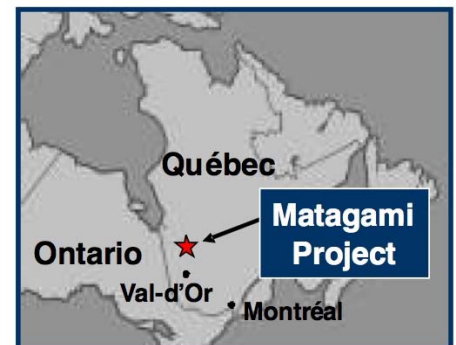 Québec
Matagami
Project
Ontario
Val-d'Or
Montréal